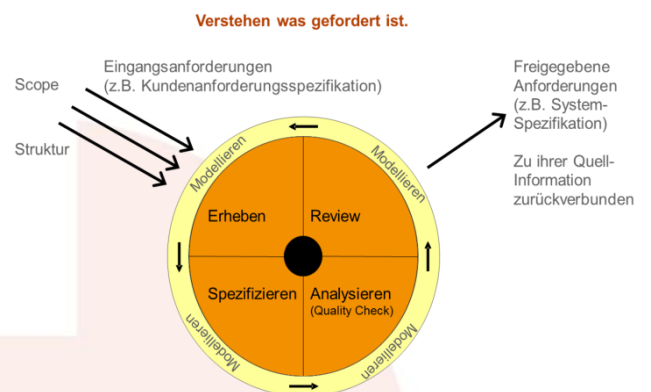 Verstehen was gefordert ist.
Scope
Struktur
Eingangsanforderungen
(z.B. Kundenanforderungsspezifikation)
Freigegebene
Anforderungen
(z.B. System-
Spezifikation)
Zu ihrer Quell-
Information
zurückverbunden
Modellieren
Modellieren
Erheben
Review
Spezifizieren
Analysieren
(Quality Check)
Modellieren
Modellieren